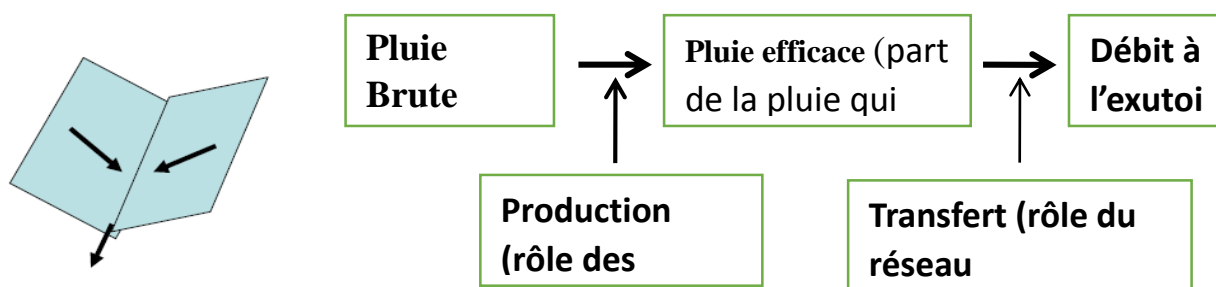 Pluie
Brute
Pluie efficace (part
de la pluie qui
Débit à
l'exutoi
Production
(rôle des
Transfert (rôle du
réseau